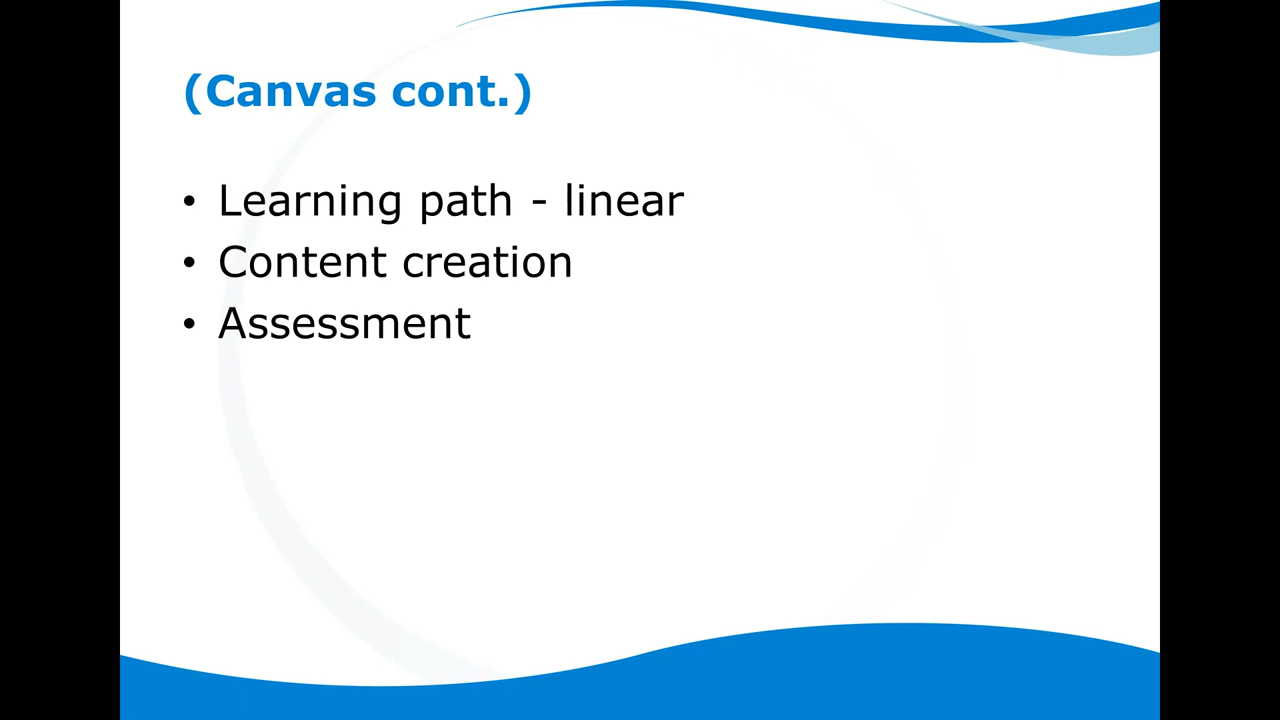 (Canvas cont.)
• Learning path - linear
• Content creation
• Assessment